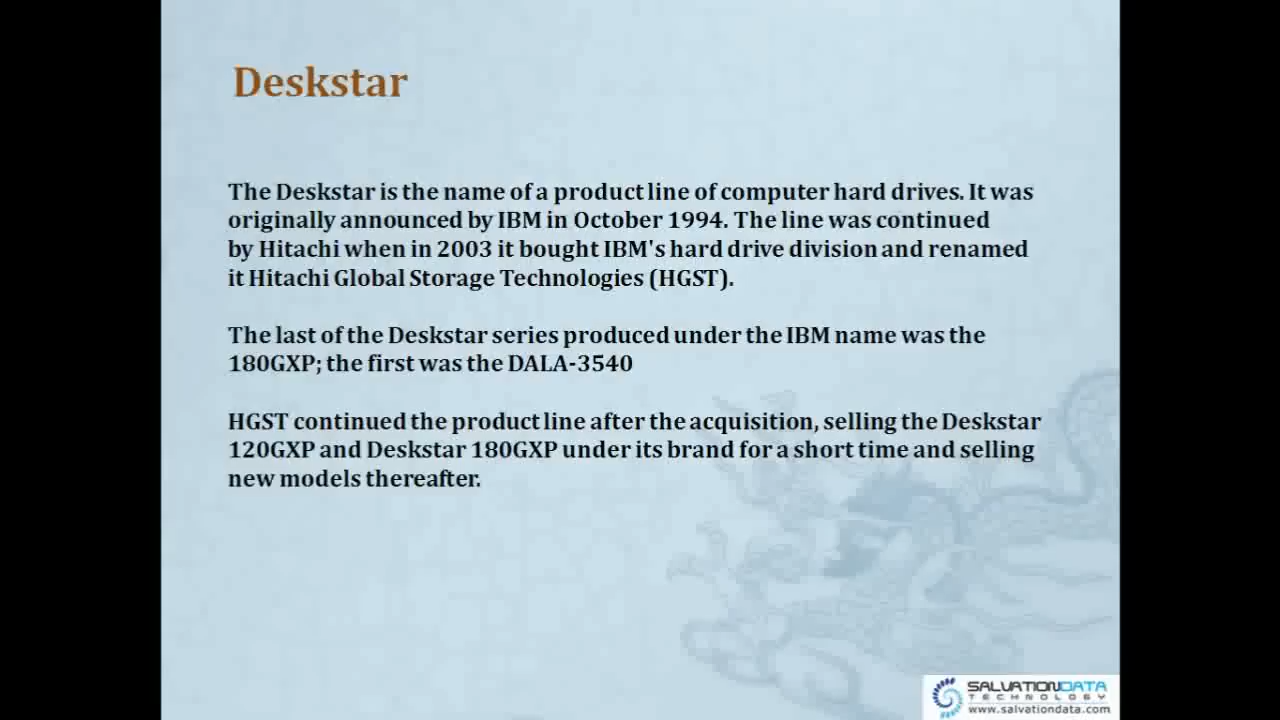 Deskstar
The Deskstar is the name of a product line of computer hard drives. It was
originally announced by IBM in October 1994. The line was continued
by Hitachi when in 2003 it bought IBM's hard drive division and renamed
it Hitachi Global Storage Technologies (HGST).
The last of the Deskstar series produced under the IBM name was the
180GXP; the first was the DALA-3540
HGST continued the product line after the acquisition, selling the Deskstar
120GXP and Deskstar 180GXP under its brand for a short time and selling
new models thereafter.
SALVATIONDATA
TECHNOLOGY
www.salvationdata.com